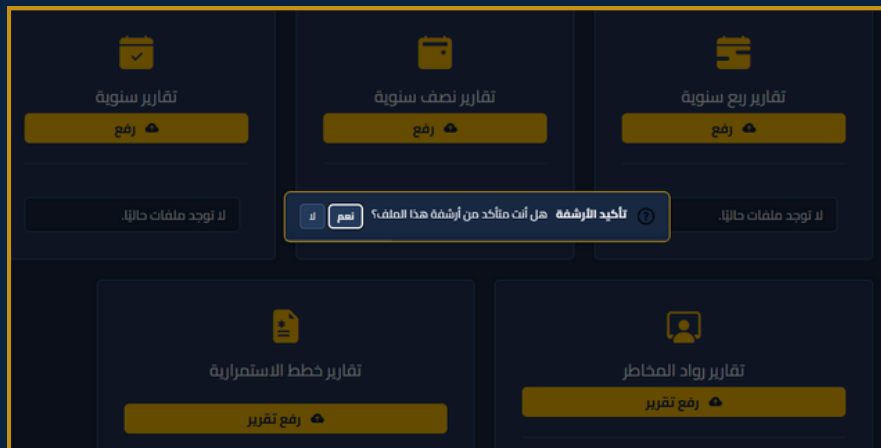 تقارير ربع سنوية
رفع
لا توجد ملفات حاليًا.
تقارير نصف سنوية
رفع
تقارير سنوية
رفع
لا توجد ملفات حاليًا.
تأكيد الأرشفة هل أنت متأكد من أرشفة هذا الملف؟ نعم لا
تقارير رواد المخاطر
رفع تقرير
تقارير خطط الاستمرارية
رفع تقرير